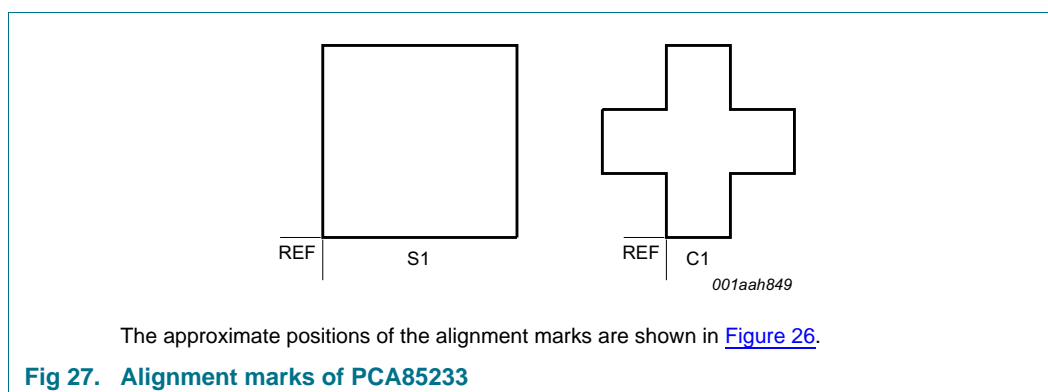 REF
S1
REF
C1
001aah849
The approximate positions of the alignment marks are shown in Figure 26.
Fig 27. Alignment marks of PCA85233